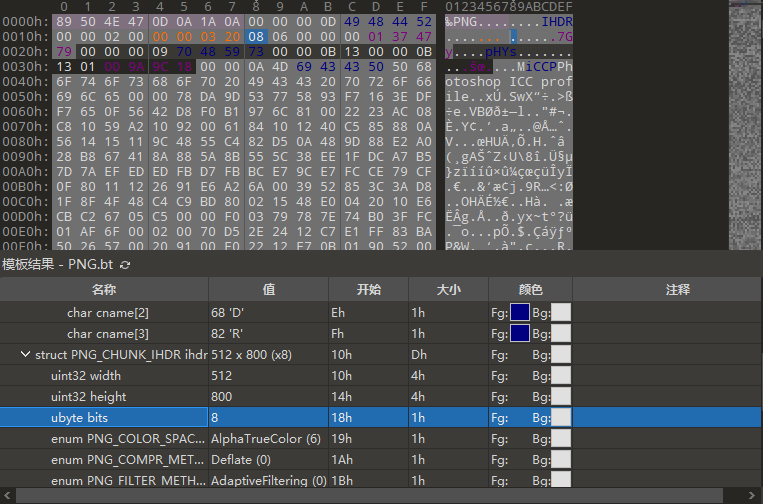 0 1 2 3 4 5 6 7 8 9 A B C D E F 0123456789ABCDEF
0000h: 89 50 4E 47 0D 0A 1A 0A 00 00 00 0D 49 48 44 52 ‰PNG........IHDR
0010h: 00 00 02 00 00 00 03 20 08 06 00 00 00 01 37 47 ....... ......7G
0020h: 79 00 00 00 09 70 48 59 73 00 00 0B 13 00 00 0B y....pHYs.......
0030h: 13 01 00 9A 9C 18 00 00 0A 4D 69 43 43 50 50 68 ...šœ....MiCCPPh
0040h: 6F 74 6F 73 68 6F 70 20 49 43 43 20 70 72 6F 66 otoshop ICC prof
0050h: 69 6C 65 00 00 78 DA 9D 53 77 58 93 F7 16 3E DF ile..xÚ.SwX“÷.>ß
0060h: F7 65 0F 56 42 D8 F0 B1 97 6C 81 00 22 23 AC 08 ÷e.VBØð±—l.."#¬.
0070h: C8 10 59 A2 10 92 00 61 84 10 12 40 C5 85 88 0A È.Y¢.’.a„..@Å…ˆ.
0080h: 56 14 15 11 9C 48 55 C4 82 D5 0A 48 9D 88 E2 A0 V...œHUÄ‚Õ.H.ˆâ
0090h: 28 B8 67 41 8A 88 5A 8B 55 5C 38 EE 1F DC A7 B5 (¸gAŠˆZ‹U\8î.Ü§µ
00A0h: 7D 7A EF ED ED FB D7 FB BC E7 9C E7 FC CE 79 CF }zïííû×û¼çœçüÎyÏ
00B0h: 0F 80 11 12 26 91 E6 A2 6A 00 39 52 85 3C 3A D8 .€..&‘æ¢j.9R…<:Ø
00C0h: 1F 8F 4F 48 C4 C9 BD 80 02 15 48 E0 04 20 10 E6 ..OHÄÉ½€..Hà. .æ
00D0h: CB C2 67 05 C5 00 00 F0 03 79 78 7E 74 B0 3F FC ËÂg.Å..ð.yx~t°?ü
00E0h: 01 AF 6F 00 02 00 70 D5 2E 24 12 C7 E1 FF 83 BA .¯o...pÕ.$.Çáÿƒº
00F0h: 50 26 57 00 20 91 00 E0 22 12 E7 0B 01 90 52 00 P&W. ‘.à".ç...R.
模板结果 - PNG.bt
名称 值 开始 大小 颜色 注释
char cname[2] 68 'D' Eh 1h Fg: Bg:
char cname[3] 82 'R' Fh 1h Fg: Bg:
struct PNG_CHUNK_IHDR ihdr 512 x 800 (x8) 10h Dh Fg: Bg:
uint32 width 512 10h 4h Fg: Bg:
uint32 height 800 14h 4h Fg: Bg:
ubyte bits 8 18h 1h Fg: Bg:
enum PNG_COLOR_SPAC... AlphaTrueColor (6) 19h 1h Fg: Bg:
enum PNG_COMPR_MET... Deflate (0) 1Ah 1h Fg: Bg:
enum PNG_FILTER_METH... AdaptiveFiltering (0) 1Bh 1h Fg: Bg: